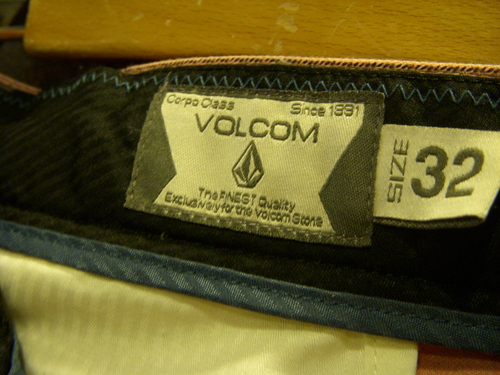 Corpo Class Since 1991
VOLCOM
The FINEST Quality
Exclusively for the Volcom Stone
SIZE 32